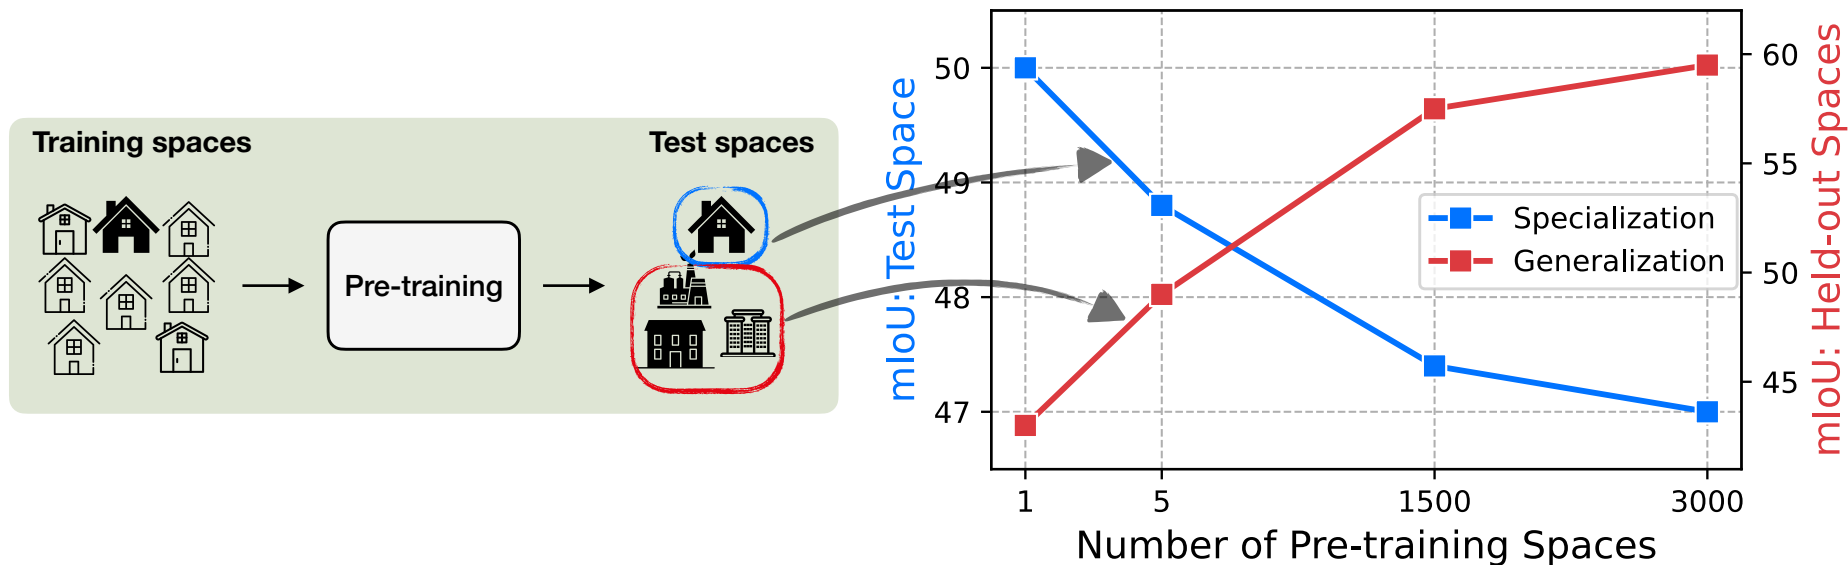 Training spaces
Test spaces
Pre-training
mIoU: Test Space
50
49
48
47
60
55
50
45
mIoU: Held-out Spaces
Specialization
Generalization
1
5
1500
3000
Number of Pre-training Spaces